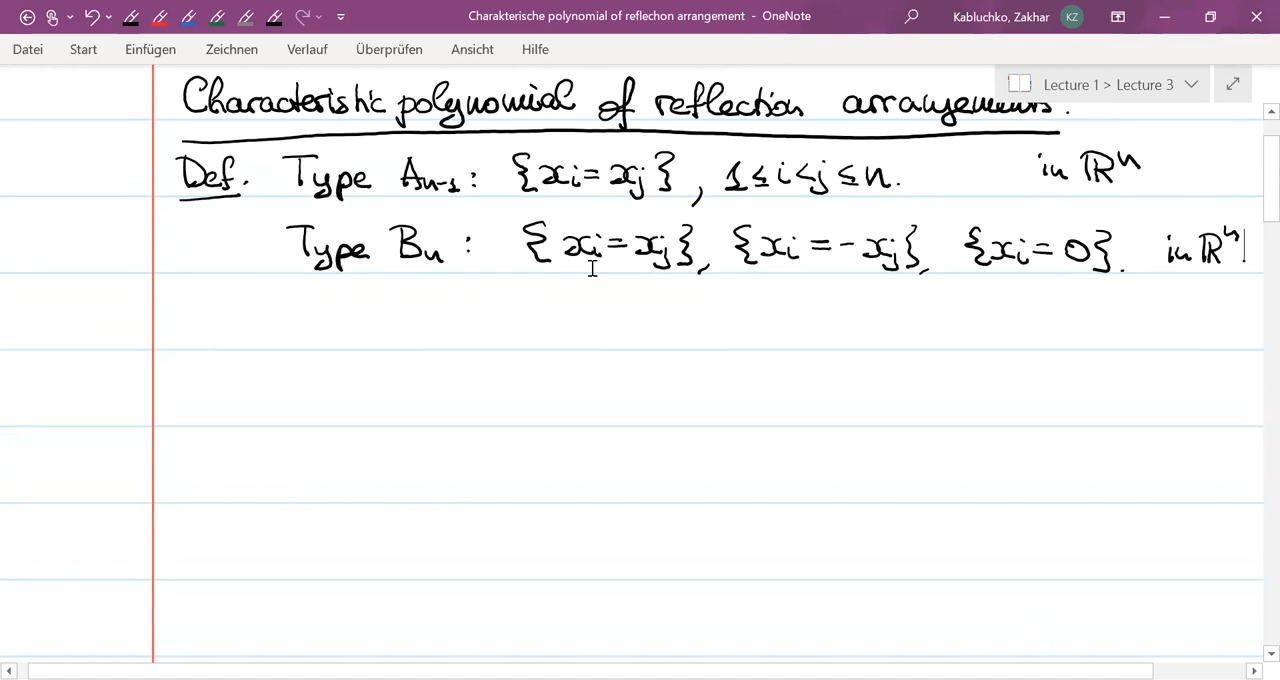 Charakterische polynomial of reflechon arrangement - OneNote
Kabluchko, Zakhar KZ
Datei Start Einfügen Zeichnen Verlauf Überprüfen Ansicht Hilfe
Lecture 1 > Lecture 3
Characteristic polynomial of reflection arrangements.
Def. Type Aₙ₋₁: {xᵢ = xⱼ}, 1 ≤ i < j ≤ n. in ℝⁿ
Type Bₙ: {xᵢ = xⱼ}, {xᵢ = -xⱼ}, {xᵢ = 0}. in ℝⁿ